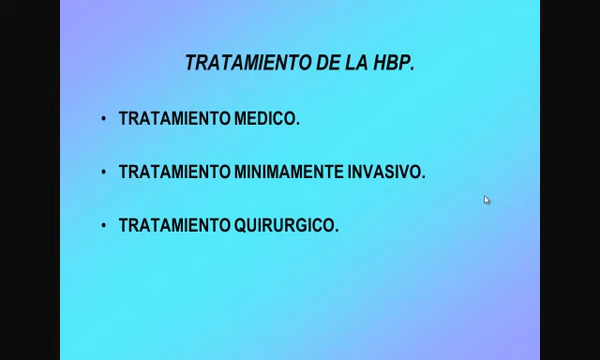 TRATAMIENTO DE LA HBP.
• TRATAMIENTO MEDICO.
• TRATAMIENTO MINIMAMENTE INVASIVO.
• TRATAMIENTO QUIRURGICO.